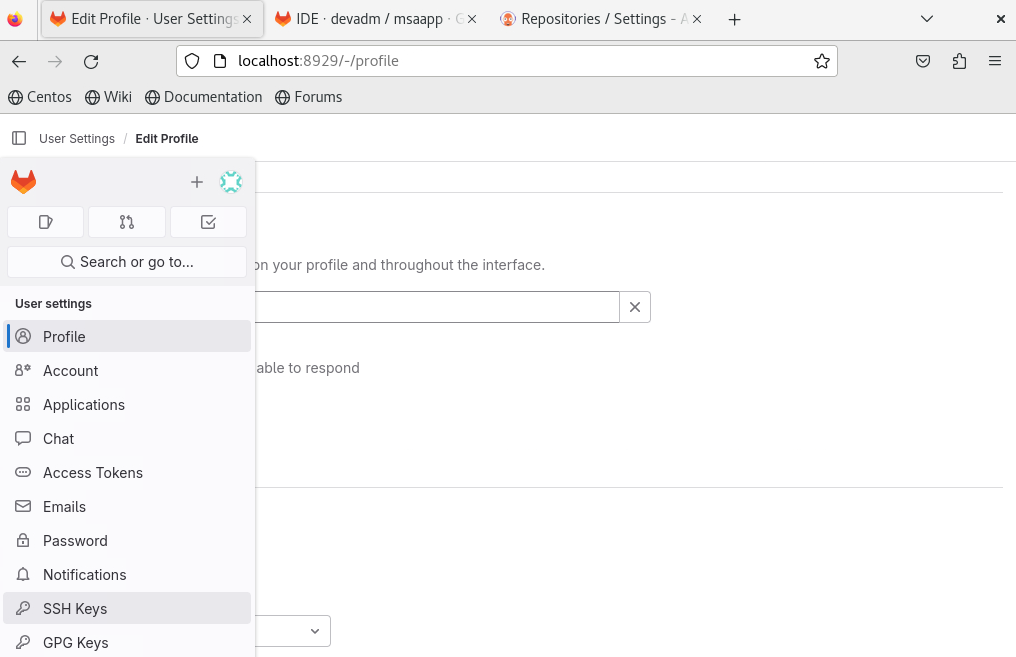 Edit Profile · User Settings
IDE · devadm / msaapp · G
Repositories / Settings - A
localhost:8929/-/profile
Centos
Wiki
Documentation
Forums
User Settings / Edit Profile
Search or go to...
on your profile and throughout the interface.
User settings
Profile
able to respond
Account
Applications
Chat
Access Tokens
Emails
Password
Notifications
SSH Keys
GPG Keys